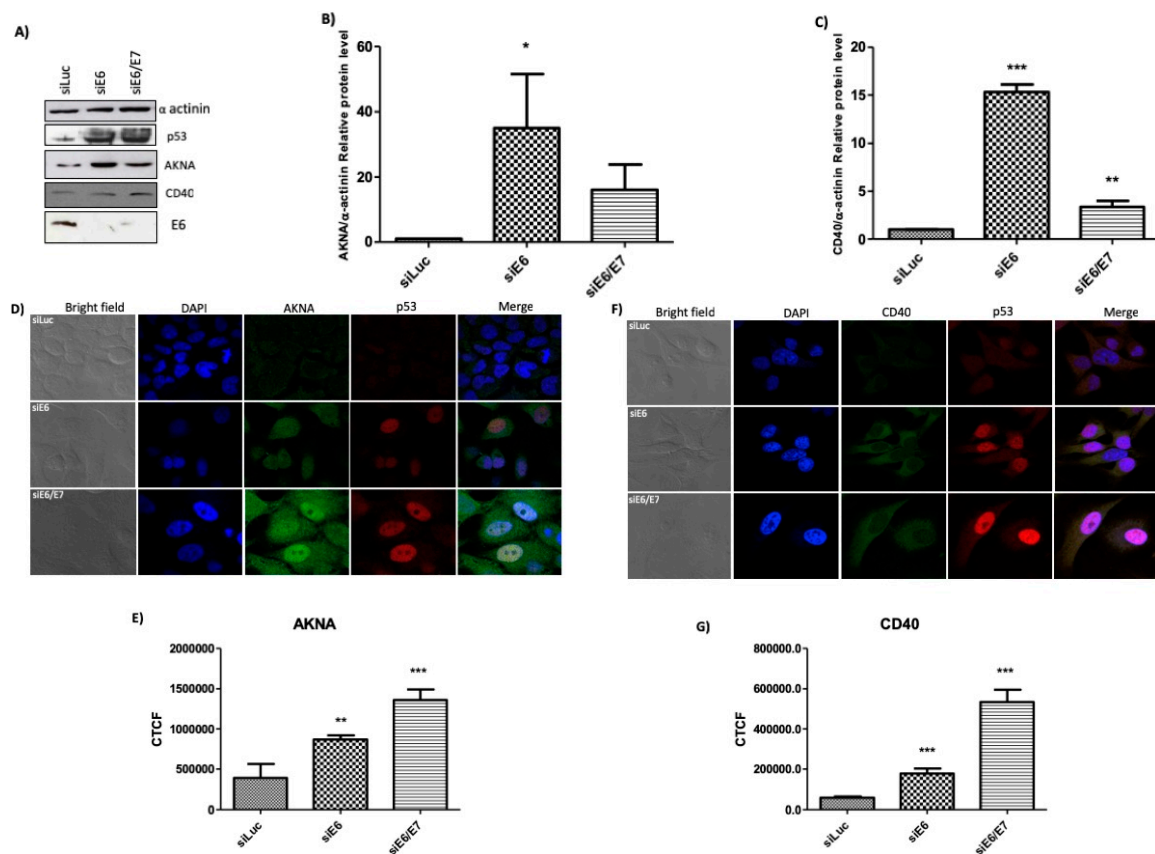 A)
siLuc
siE6
siE6/E7
α actinin
p53
AKNA
CD40
E6
B)
AKNA/α-actinin Relative protein level
60
40
20
0
*
siLuc
siE6
siE6/E7
C)
CD40/α-actinin Relative protein level
20
15
10
5
0
***
**
siLuc
siE6
siE6/E7
D)
Bright field DAPI AKNA p53 Merge
siLuc
siE6
siE6/E7
F)
Bright field DAPI CD40 p53 Merge
siLuc
siE6
siE6/E7
E)
AKNA
CTCF
2000000
1500000
1000000
500000
0
**
***
siLuc
siE6
siE6/E7
G)
CD40
CTCF
800000.0
600000.0
400000.0
200000.0
0.0
***
***
siLuc
siE6
siE6/E7